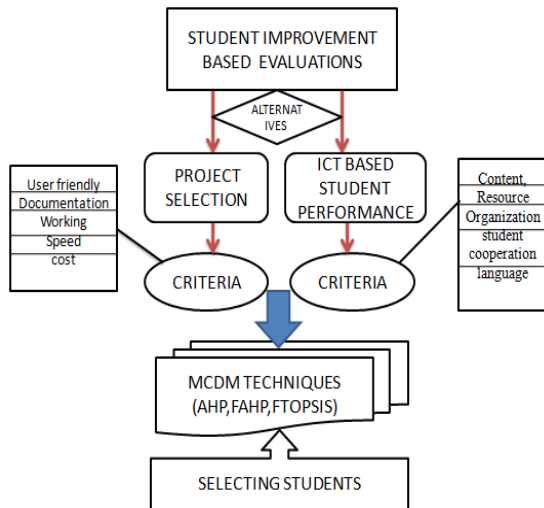 STUDENT IMPROVEMENT
BASED EVALUATIONS
ALTERNAT
IVES
PROJECT
SELECTION
ICT BASED
STUDENT
PERFORMANCE
User friendly
Documentation
Working
Speed
cost
Content,
Resource
Organization
student
cooperation
language
CRITERIA
CRITERIA
MCDM TECHNIQUES
(AHP,FAHP,FTOPSIS)
SELECTING STUDENTS